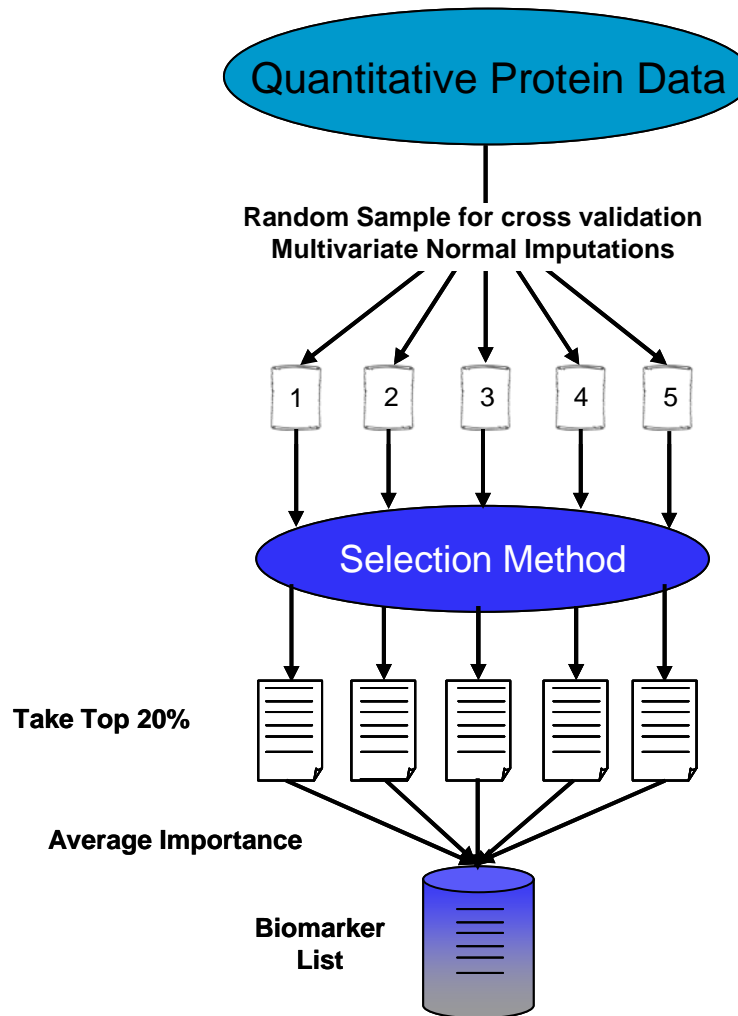 Quantitative Protein Data
Random Sample for cross validation
Multivariate Normal Imputations
1 2 3 4 5
Selection Method
Take Top 20%
Average Importance
Biomarker
List